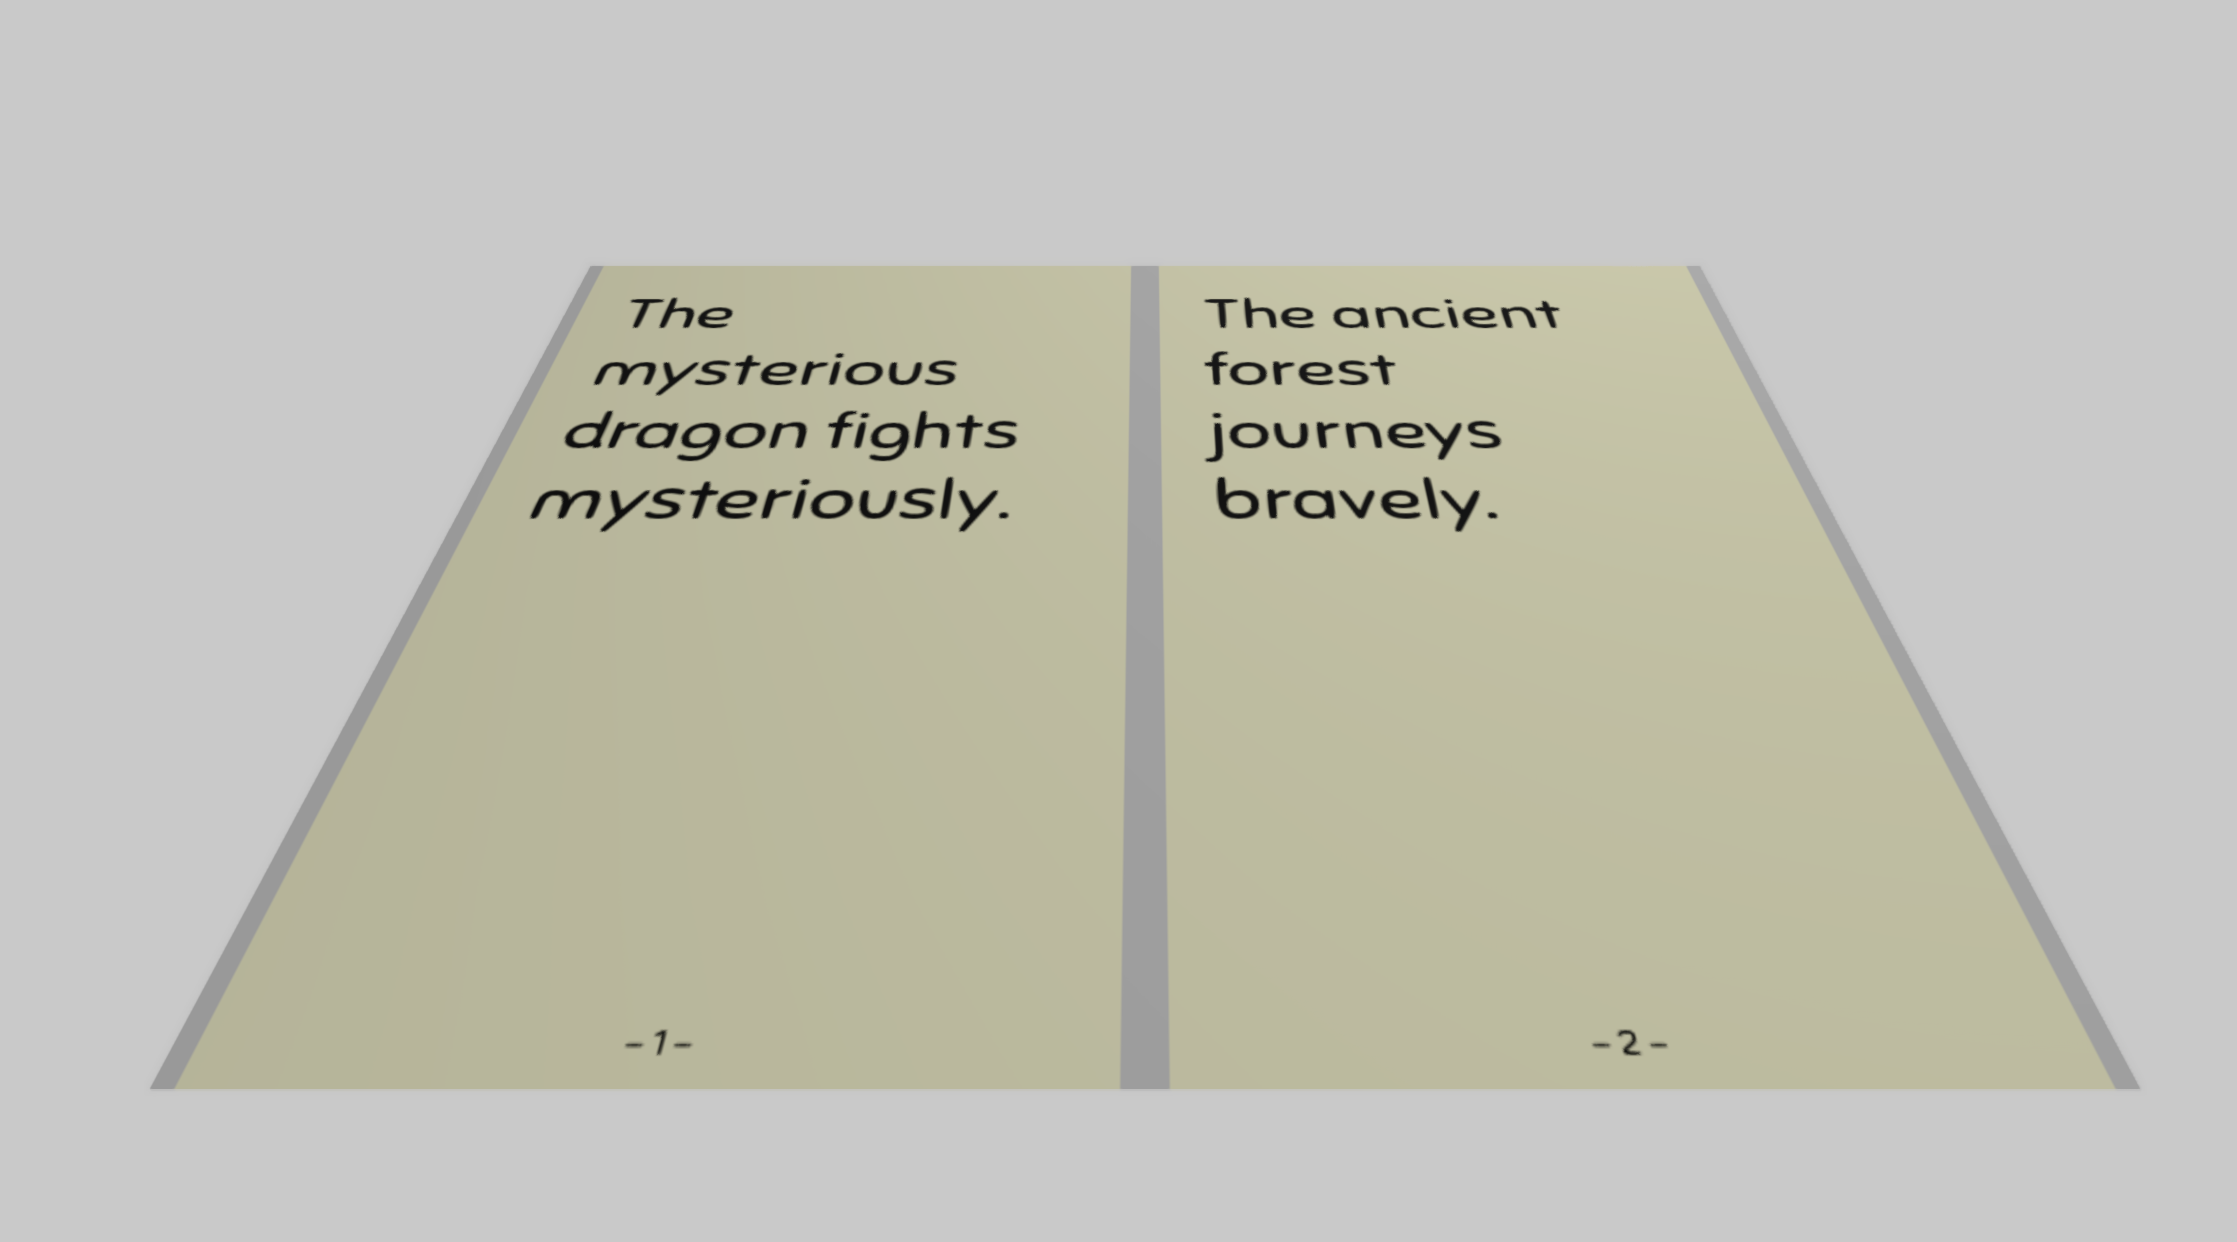 The
mysterious
dragon fights
mysteriously.
-1-
The ancient
forest
journeys
bravely.
-2-